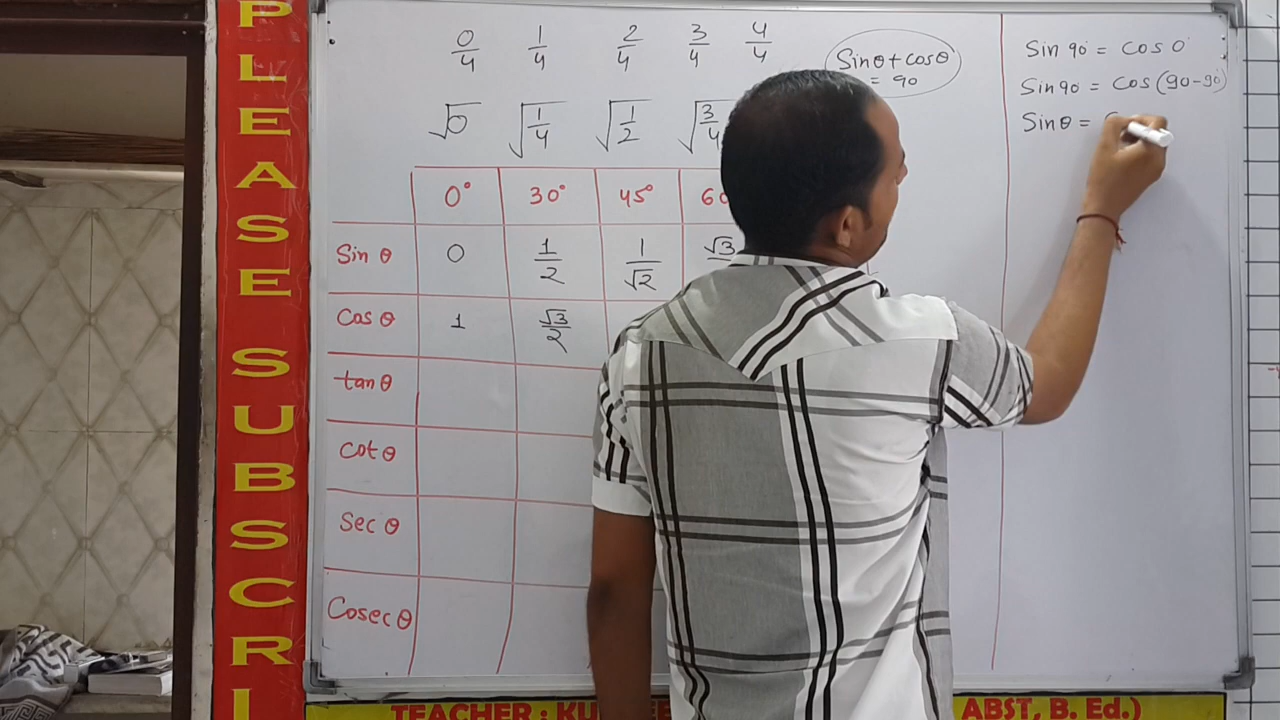 PLEASE SUBSCRI
0/4 1/4 2/4 3/4 4/4
√0 √1/4 √1/2 √3/4
Sinθ + cosθ
= 90
Sin 90° = Cos 0°
Sin 90 = Cos (90-90)
Sinθ =
0° 30° 45° 60
Sin θ 0 1/2 1/√2 √3
Cos θ 1 √3/2
tan θ
cot θ
Sec θ
Cosec θ
TEACHER : KU
ABST, B. Ed.)